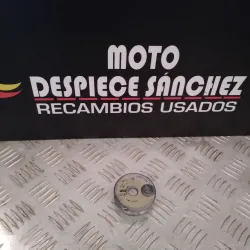 MOTO
DESPIECE SÁNCHEZ
RECAMBIOS USADOS